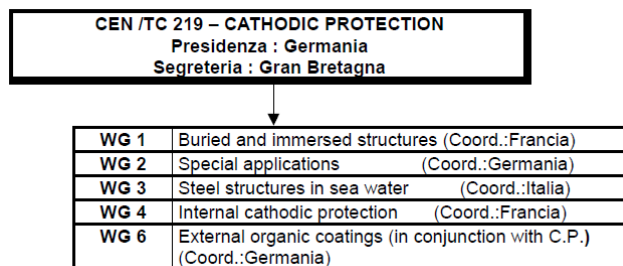 CEN /TC 219 – CATHODIC PROTECTION
Presidenza : Germania
Segreteria : Gran Bretagna
WG 1 Buried and immersed structures (Coord.:Francia)
WG 2 Special applications (Coord.:Germania)
WG 3 Steel structures in sea water (Coord.:Italia)
WG 4 Internal cathodic protection (Coord.:Francia)
WG 6 External organic coatings (in conjunction with C.P.)
(Coord.:Germania)